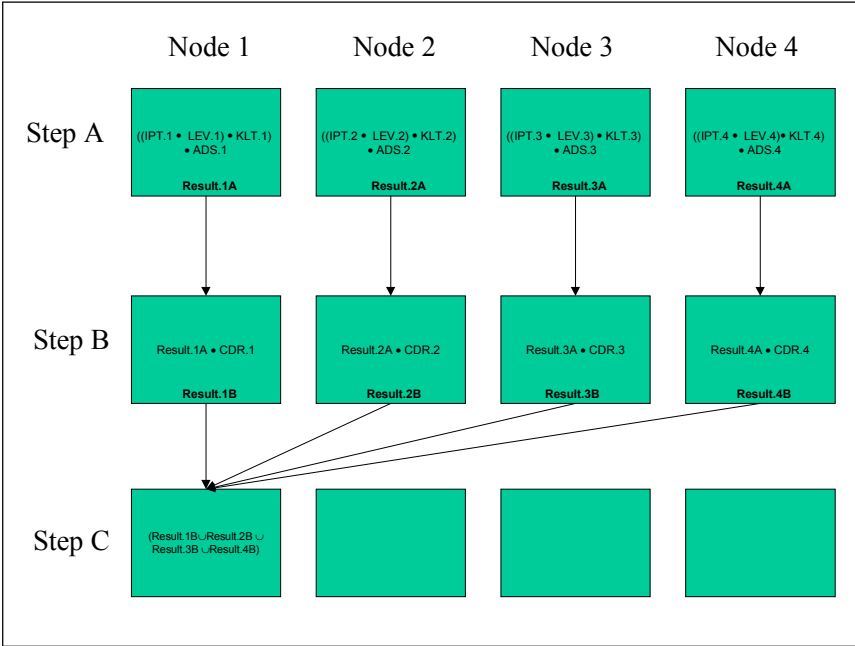 Node 1 Node 2 Node 3 Node 4
Step A
((IPT.1 • LEV.1) • KLT.1)
• ADS.1
Result.1A
((IPT.2 • LEV.2) • KLT.2)
• ADS.2
Result.2A
((IPT.3 • LEV.3) • KLT.3)
• ADS.3
Result.3A
((IPT.4 • LEV.4)• KLT.4)
• ADS.4
Result.4A
Step B
Result.1A • CDR.1
Result.1B
Result.2A • CDR.2
Result.2B
Result.3A • CDR.3
Result.3B
Result.4A • CDR.4
Result.4B
Step C
(Result.1B∪Result.2B ∪
Result.3B ∪Result.4B)